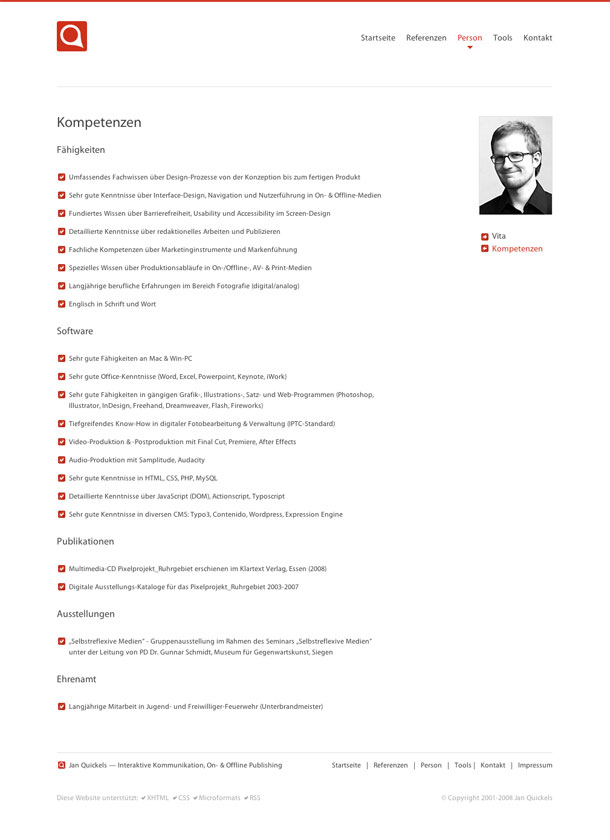 Startseite Referenzen Person Tools Kontakt
Kompetenzen
Fähigkeiten
Umfassendes Fachwissen über Design-Prozesse von der Konzeption bis zum fertigen Produkt
Sehr gute Kenntnisse über Interface-Design, Navigation und Nutzerführung in On- & Offline-Medien
Fundiertes Wissen über Barrierefreiheit, Usability und Accessibility im Screen-Design
Detaillierte Kenntnisse über redaktionelles Arbeiten und Publizieren
Fachliche Kompetenzen über Marketinginstrumente und Markenführung
Spezielles Wissen über Produktionsabläufe in On-/Offline-, AV- & Print-Medien
Langjährige berufliche Erfahrungen im Bereich Fotografie (digital/analog)
Englisch in Schrift und Wort
Software
Sehr gute Fähigkeiten an Mac & Win-PC
Sehr gute Office-Kenntnisse (Word, Excel, Powerpoint, Keynote, iWork)
Sehr gute Fähigkeiten in gängigen Grafik-, Illustrations-, Satz- und Web-Programmen (Photoshop,
Illustrator, InDesign, Freehand, Dreamweaver, Flash, Fireworks)
Tiefgreifendes Know-How in digitaler Fotobearbeitung & Verwaltung (IPTC-Standard)
Video-Produktion & -Postproduktion mit Final Cut, Premiere, After Effects
Audio-Produktion mit Samplitude, Audacity
Sehr gute Kenntnisse in HTML, CSS, PHP, MySQL
Detaillierte Kenntnisse über JavaScript (DOM), Actionscript, Typoscript
Sehr gute Kenntnisse in diversen CMS: Typo3, Contenido, Wordpress, Expression Engine
Publikationen
Multimedia-CD Pixelprojekt_Ruhrgebiet erschienen im Klartext Verlag, Essen (2008)
Digitale Ausstellungs-Kataloge für das Pixelprojekt_Ruhrgebiet 2003-2007
Ausstellungen
„Selbstreflexive Medien" - Gruppenausstellung im Rahmen des Seminars „Selbstreflexive Medien"
unter der Leitung von PD Dr. Gunnar Schmidt, Museum für Gegenwartskunst, Siegen
Ehrenamt
Langjährige Mitarbeit in Jugend- und Freiwilliger-Feuerwehr (Unterbrandmeister)
Vita
Kompetenzen
Jan Quickels — Interaktive Kommunikation, On- & Offline Publishing
Startseite | Referenzen | Person | Tools | Kontakt | Impressum
Diese Website unterstützt: XHTML CSS Microformats RSS
© Copyright 2001-2008 Jan Quickels